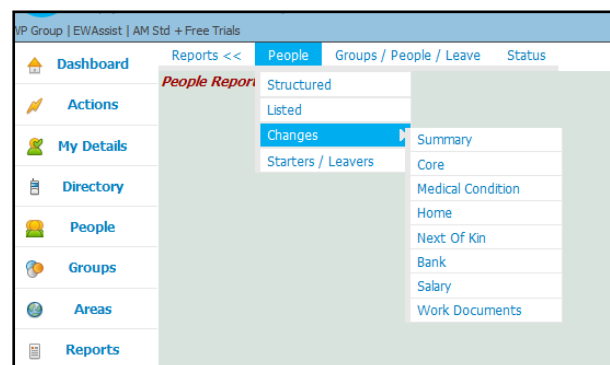 WP Group | EWAssist | AM Std + Free Trials
Reports << People Groups / People / Leave Status
People Report
Dashboard
Actions
My Details
Directory
People
Groups
Areas
Reports
Structured
Listed
Changes
Starters / Leavers
Summary
Core
Medical Condition
Home
Next Of Kin
Bank
Salary
Work Documents